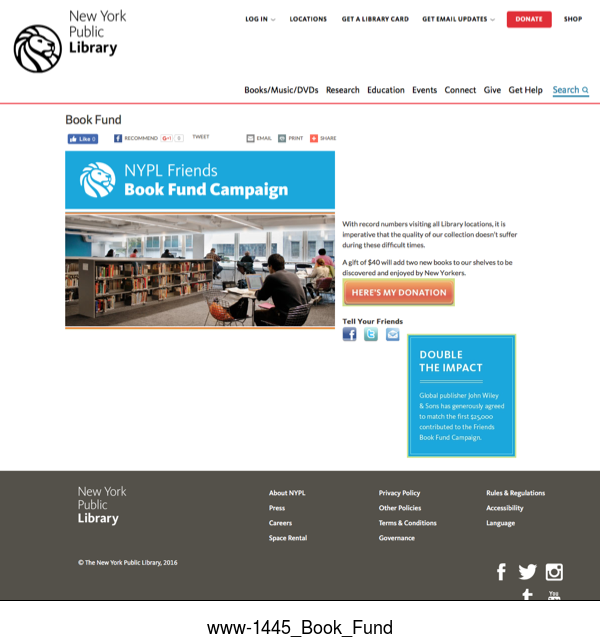 New York
Public
Library
LOG IN
LOCATIONS
GET A LIBRARY CARD
GET EMAIL UPDATES
DONATE
SHOP
Books/Music/DVDs
Research
Education
Events
Connect
Give
Get Help
Search
Book Fund
Like 0
RECOMMEND
G+1
0
TWEET
EMAIL
PRINT
SHARE
NYPL Friends
Book Fund Campaign
With record numbers visiting all Library locations, it is
imperative that the quality of our collection doesn't suffer
during these difficult times.
A gift of $40 will add two new books to our shelves to be
discovered and enjoyed by New Yorkers.
HERE'S MY DONATION
Tell Your Friends
DOUBLE
THE IMPACT
Global publisher John Wiley
& Sons has generously agreed
to match the first $25,000
contributed to the Friends
Book Fund Campaign.
New York
Public
Library
About NYPL
Press
Careers
Space Rental
Privacy Policy
Other Policies
Terms & Conditions
Governance
Rules & Regulations
Accessibility
Language
© The New York Public Library, 2016
You
www-1445_Book_Fund